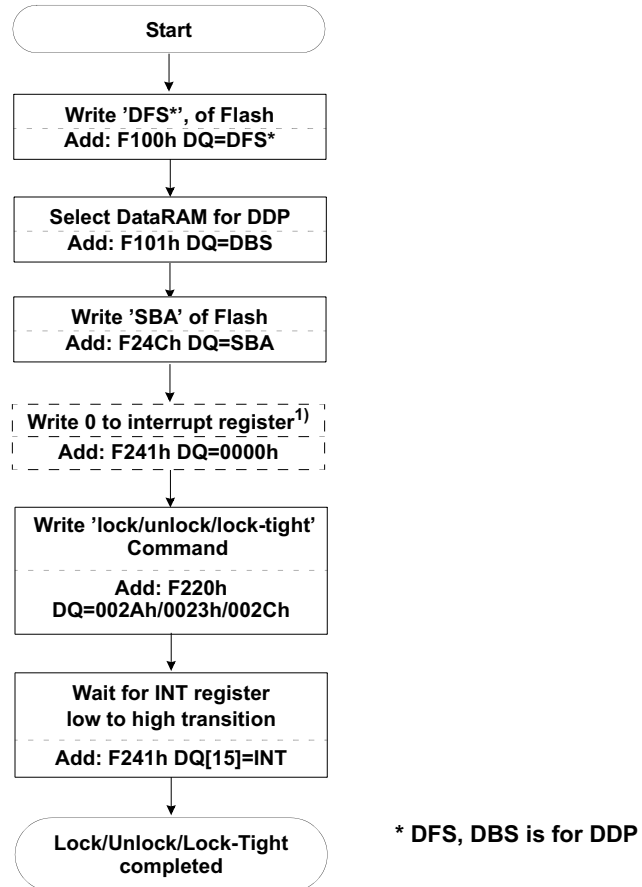 Start
Write ’DFS*’, of Flash
Add: F100h DQ=DFS*
Select DataRAM for DDP
Add: F101h DQ=DBS
Write ’SBA’ of Flash
Add: F24Ch DQ=SBA
Write 0 to interrupt register1)
Add: F241h DQ=0000h
Write ’lock/unlock/lock-tight’
Command
Add: F220h
DQ=002Ah/0023h/002Ch
Wait for INT register
low to high transition
Add: F241h DQ[15]=INT
Lock/Unlock/Lock-Tight
completed
* DFS, DBS is for DDP